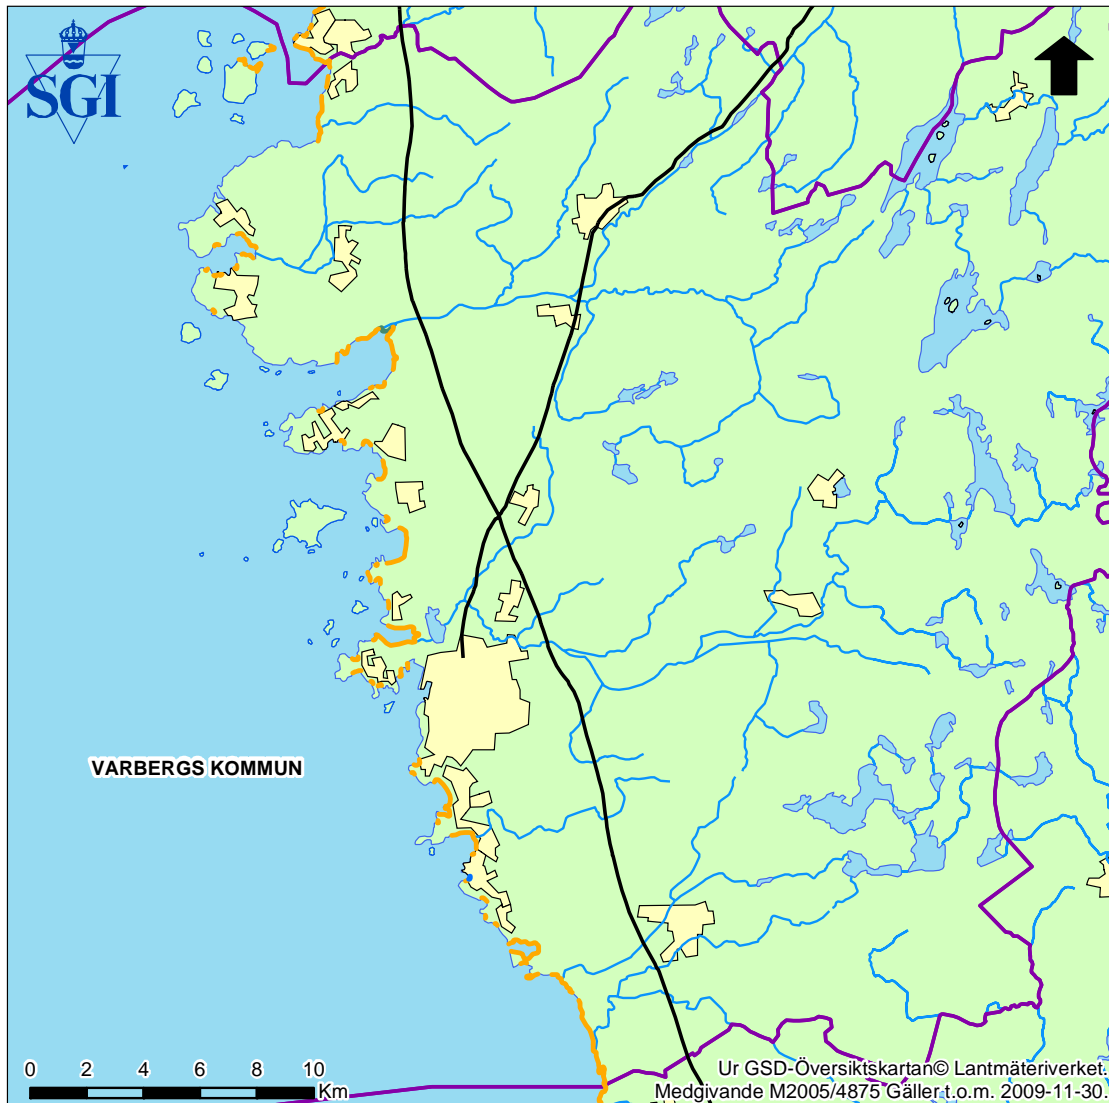 SGI
VARBERGS KOMMUN
0 2 4 6 8 10
Km
Ur GSD-Översiktskartan© Lantmäteriverket.
Medgivande M2005/4875 Gäller t.o.m. 2009-11-30.